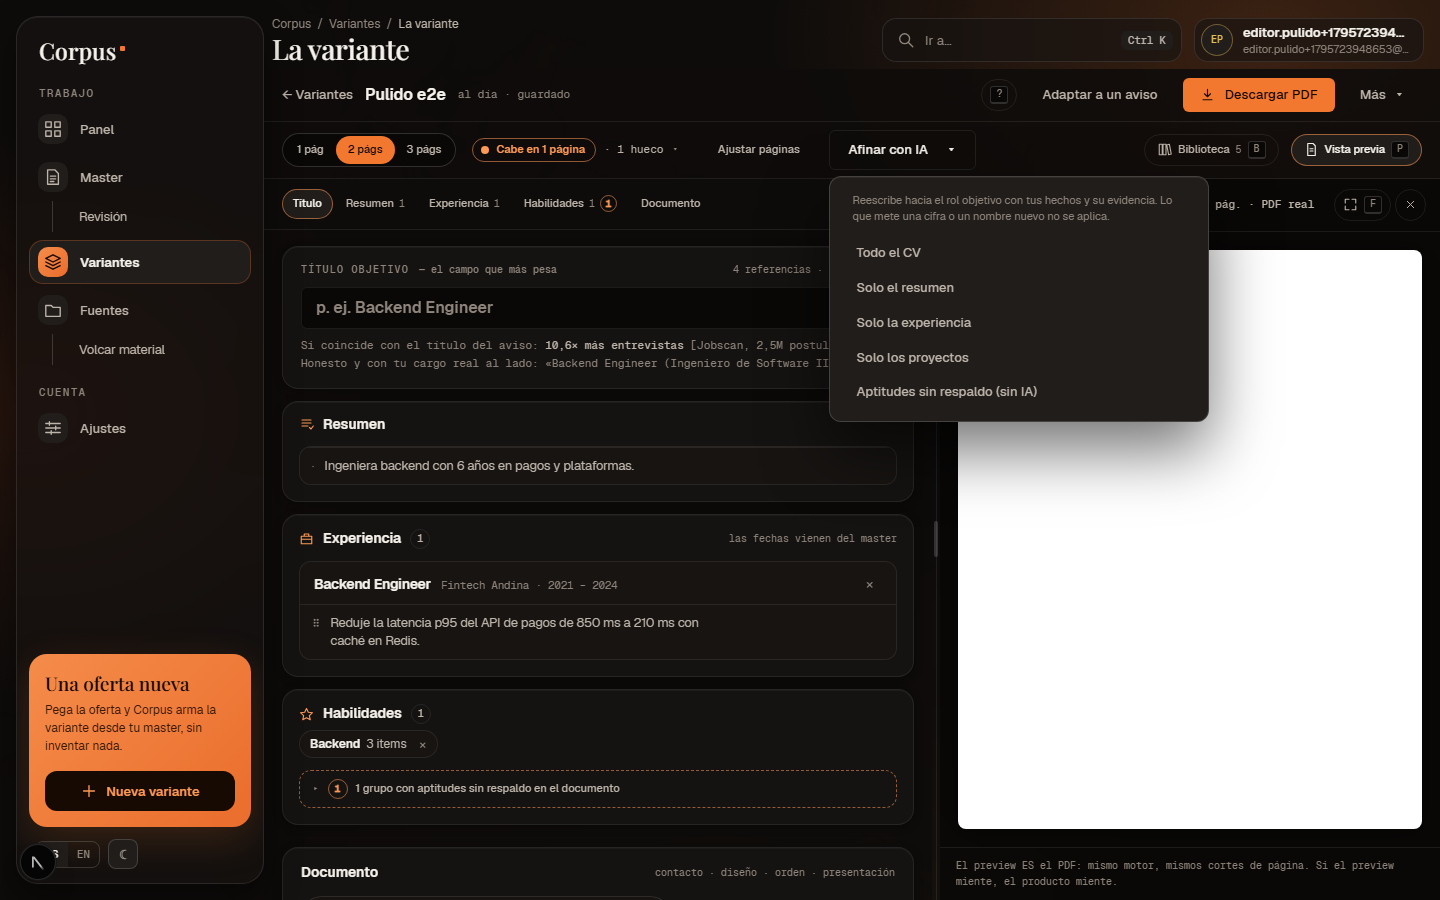 Corpus
TRABAJO
Panel
Master
Revisión
Variantes
Fuentes
Volcar material
CUENTA
Ajustes
Una oferta nueva
Pega la oferta y Corpus arma la
variante desde tu master, sin
inventar nada.
Nueva variante
EN
Corpus / Variantes / La variante
La variante
Ir a...
Ctrl K
EP
editor.pulido+179572394...
editor.pulido+1795723948653@...
← Variantes Pulido e2e al día · guardado
? Adaptar a un aviso Descargar PDF Más
1 pág 2 págs 3 págs Cabe en 1 página · 1 hueco Ajustar páginas Afinar con IA Biblioteca 5 B Vista previa P
Título Resumen 1 Experiencia 1 Habilidades 1 1 Documento
pág. · PDF real F
Reescribe hacia el rol objetivo con tus hechos y su evidencia. Lo
que mete una cifra o un nombre nuevo no se aplica.
Todo el CV
Solo el resumen
Solo la experiencia
Solo los proyectos
Aptitudes sin respaldo (sin IA)
TÍTULO OBJETIVO — el campo que más pesa 4 referencias ·
p. ej. Backend Engineer
Si coincide con el título del aviso: 10,6× más entrevistas [Jobscan, 2,5M postul
Honesto y con tu cargo real al lado: «Backend Engineer (Ingeniero de Software II
Resumen
· Ingeniera backend con 6 años en pagos y plataformas.
Experiencia 1 las fechas vienen del master
Backend Engineer Fintech Andina · 2021 – 2024 ×
Reduje la latencia p95 del API de pagos de 850 ms a 210 ms con
caché en Redis.
Habilidades 1
Backend 3 items ×
1 1 grupo con aptitudes sin respaldo en el documento
Documento contacto · diseño · orden · presentación
El preview ES el PDF: mismo motor, mismos cortes de página. Si el preview
miente, el producto miente.